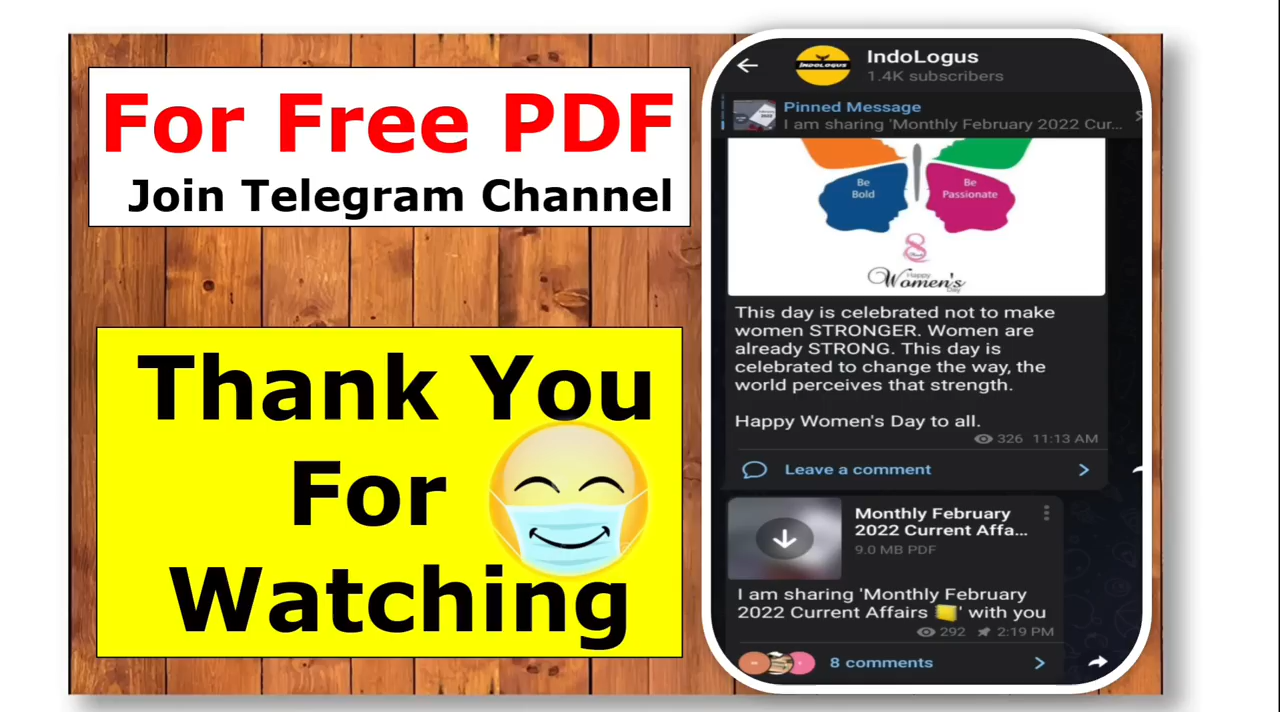 For Free PDF
Join Telegram Channel
Thank You
For
Watching
IndoLogus
INDOLOGUS
1.4K subscribers
Pinned Message
I am sharing 'Monthly February 2022 Cur...
Be
Bold
Be
Passionate
8
Happy
Women's
Day
This day is celebrated not to make
women STRONGER. Women are
already STRONG. This day is
celebrated to change the way, the
world perceives that strength.
Happy Women's Day to all.
326 11:13 AM
Leave a comment
Monthly February
2022 Current Affa...
9.0 MB PDF
I am sharing 'Monthly February
2022 Current Affairs 📒' with you
292 2:19 PM
8 comments